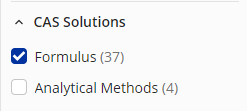 CAS Solutions
Formulus (37)
Analytical Methods (4)